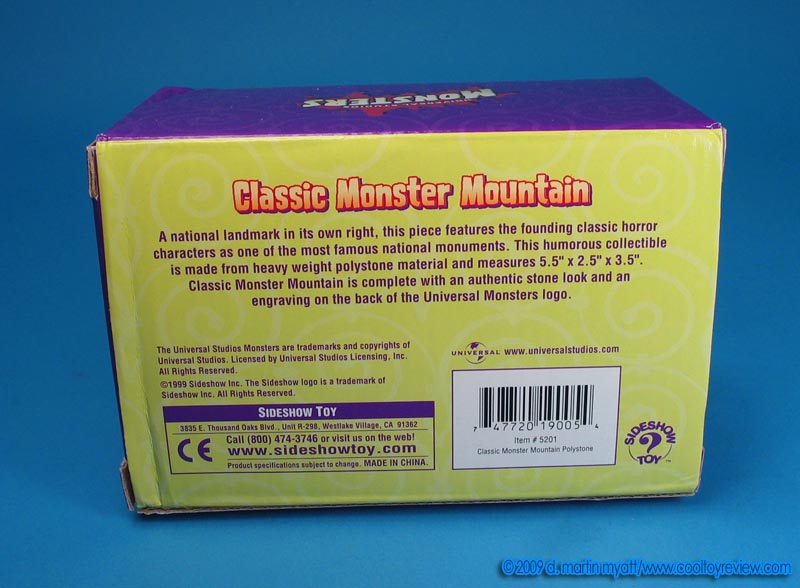 UNIVERSAL STUDIOS
MONSTERS
Classic Monster Mountain
A national landmark in its own right, this piece features the founding classic horror
characters as one of the most famous national monuments. This humorous collectible
is made from heavy weight polystone material and measures 5.5" x 2.5" x 3.5".
Classic Monster Mountain is complete with an authentic stone look and an
engraving on the back of the Universal Monsters logo.
The Universal Studios Monsters are trademarks and copyrights of
Universal Studios. Licensed by Universal Studios Licensing, Inc.
All Rights Reserved.
©1999 Sideshow Inc. The Sideshow logo is a trademark of
Sideshow Inc. All Rights Reserved.
SIDESHOW TOY
3835 E. Thousand Oaks Blvd., Unit R-298, Westlake Village, CA 91362
CE
Call (800) 474-3746 or visit us on the web!
www.sideshowtoy.com
Product specifications subject to change. MADE IN CHINA.
UNIVERSAL www.universalstudios.com
7 47720 19005 4
Item # 5201
Classic Monster Mountain Polystone
SIDESHOW
?
TOY™
©2009 d. martin myatt/www.cooltoyreview.com